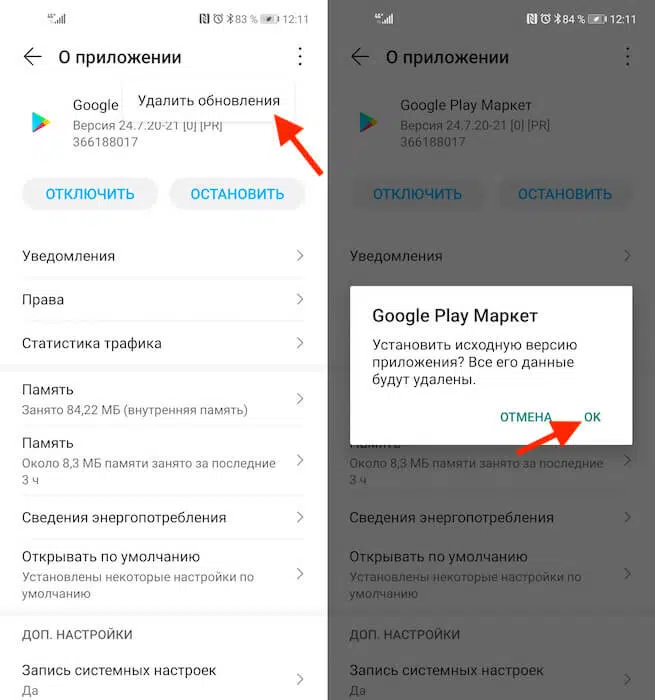 4G 83 % 12:11
О приложении
Удалить обновления
Google
Версия 24.7.20-21 [0] [PR]
366188017
ОТКЛЮЧИТЬ
ОСТАНОВИТЬ
Уведомления
Права
Статистика трафика
Память
Занято 84,22 МБ (внутренняя память)
Память
Около 8,3 МБ памяти занято за последние
3 ч
Сведения энергопотребления
Открывать по умолчанию
Установлены некоторые настройки по
умолчанию
ДОП. НАСТРОЙКИ
Запись системных настроек
Да
4G 84 % 12:11
О приложении
Google Play Маркет
Версия 24.7.20-21 [0] [PR]
366188017
ОТКЛЮЧИТЬ
ОСТАНОВИТЬ
Уведомления
Google Play Маркет
Установить исходную версию
приложения? Все его данные
будут удалены.
ОТМЕНА
OK
Память
Около 8,3 МБ памяти занято за последние
3 ч
Сведения энергопотребления
Открывать по умолчанию
Установлены некоторые настройки по
умолчанию
ДОП. НАСТРОЙКИ
Запись системных настроек
Да